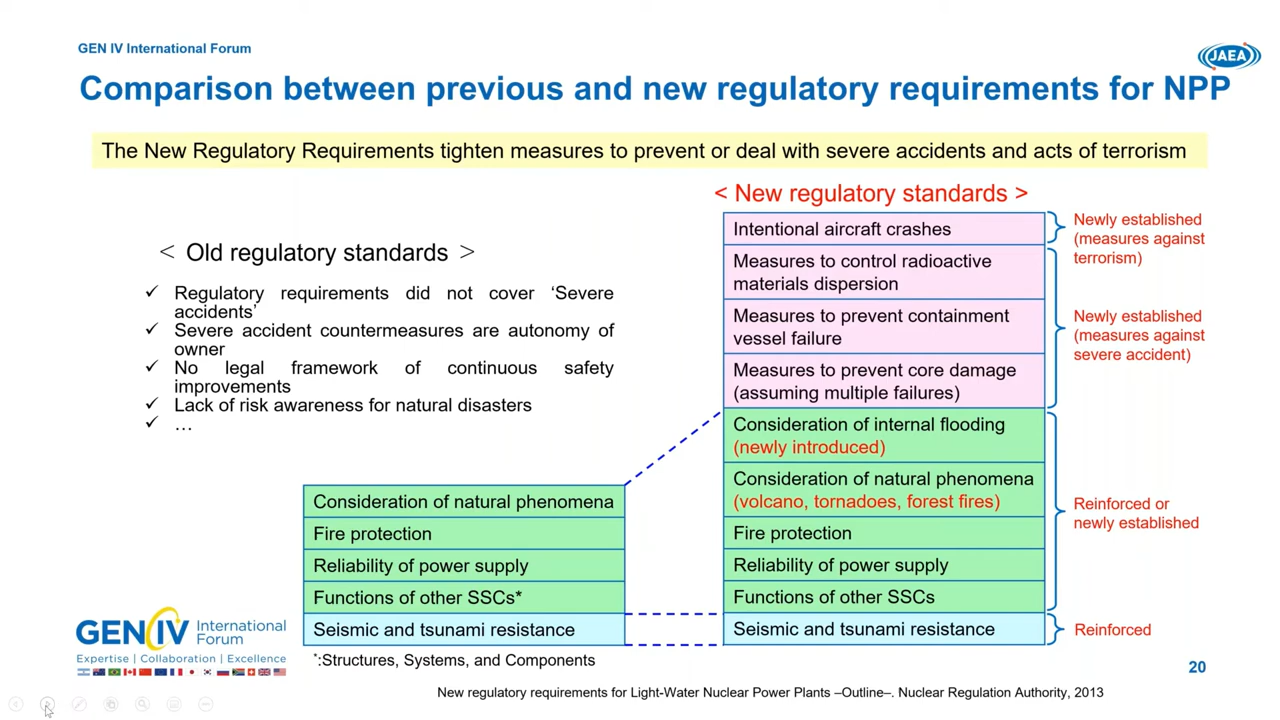 GEN IV International Forum
JAEA
Comparison between previous and new regulatory requirements for NPP
The New Regulatory Requirements tighten measures to prevent or deal with severe accidents and acts of terrorism
< Old regulatory standards >
✓ Regulatory requirements did not cover ‘Severe
accidents’
✓ Severe accident countermeasures are autonomy of
owner
✓ No legal framework of continuous safety
improvements
✓ Lack of risk awareness for natural disasters
✓ …
Consideration of natural phenomena
Fire protection
Reliability of power supply
Functions of other SSCs*
Seismic and tsunami resistance
*:Structures, Systems, and Components
< New regulatory standards >
Intentional aircraft crashes
Measures to control radioactive
materials dispersion
Measures to prevent containment
vessel failure
Measures to prevent core damage
(assuming multiple failures)
Consideration of internal flooding
(newly introduced)
Consideration of natural phenomena
(volcano, tornadoes, forest fires)
Fire protection
Reliability of power supply
Functions of other SSCs
Seismic and tsunami resistance
Newly established
(measures against
terrorism)
Newly established
(measures against
severe accident)
Reinforced or
newly established
Reinforced
GEN IV International
Forum
Expertise | Collaboration | Excellence
20
New regulatory requirements for Light-Water Nuclear Power Plants –Outline–. Nuclear Regulation Authority, 2013